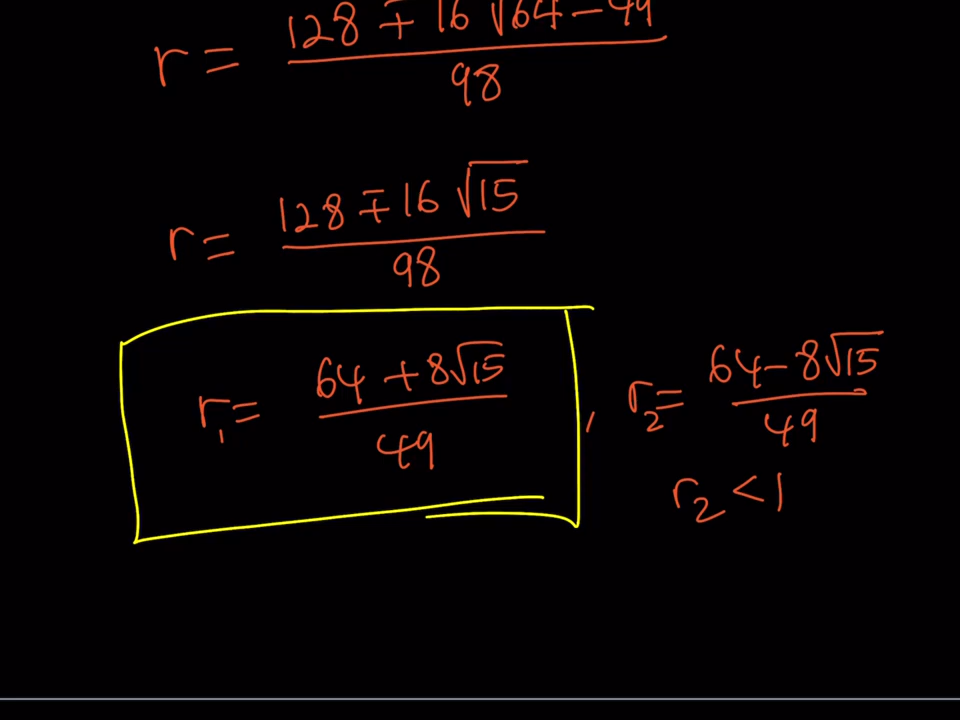 r = (128 ∓ 16 √(64 − 49)) / 98
r = (128 ∓ 16 √15) / 98
r₁ = (64 + 8√15) / 49 , r₂ = (64 − 8√15) / 49
r₂ < 1